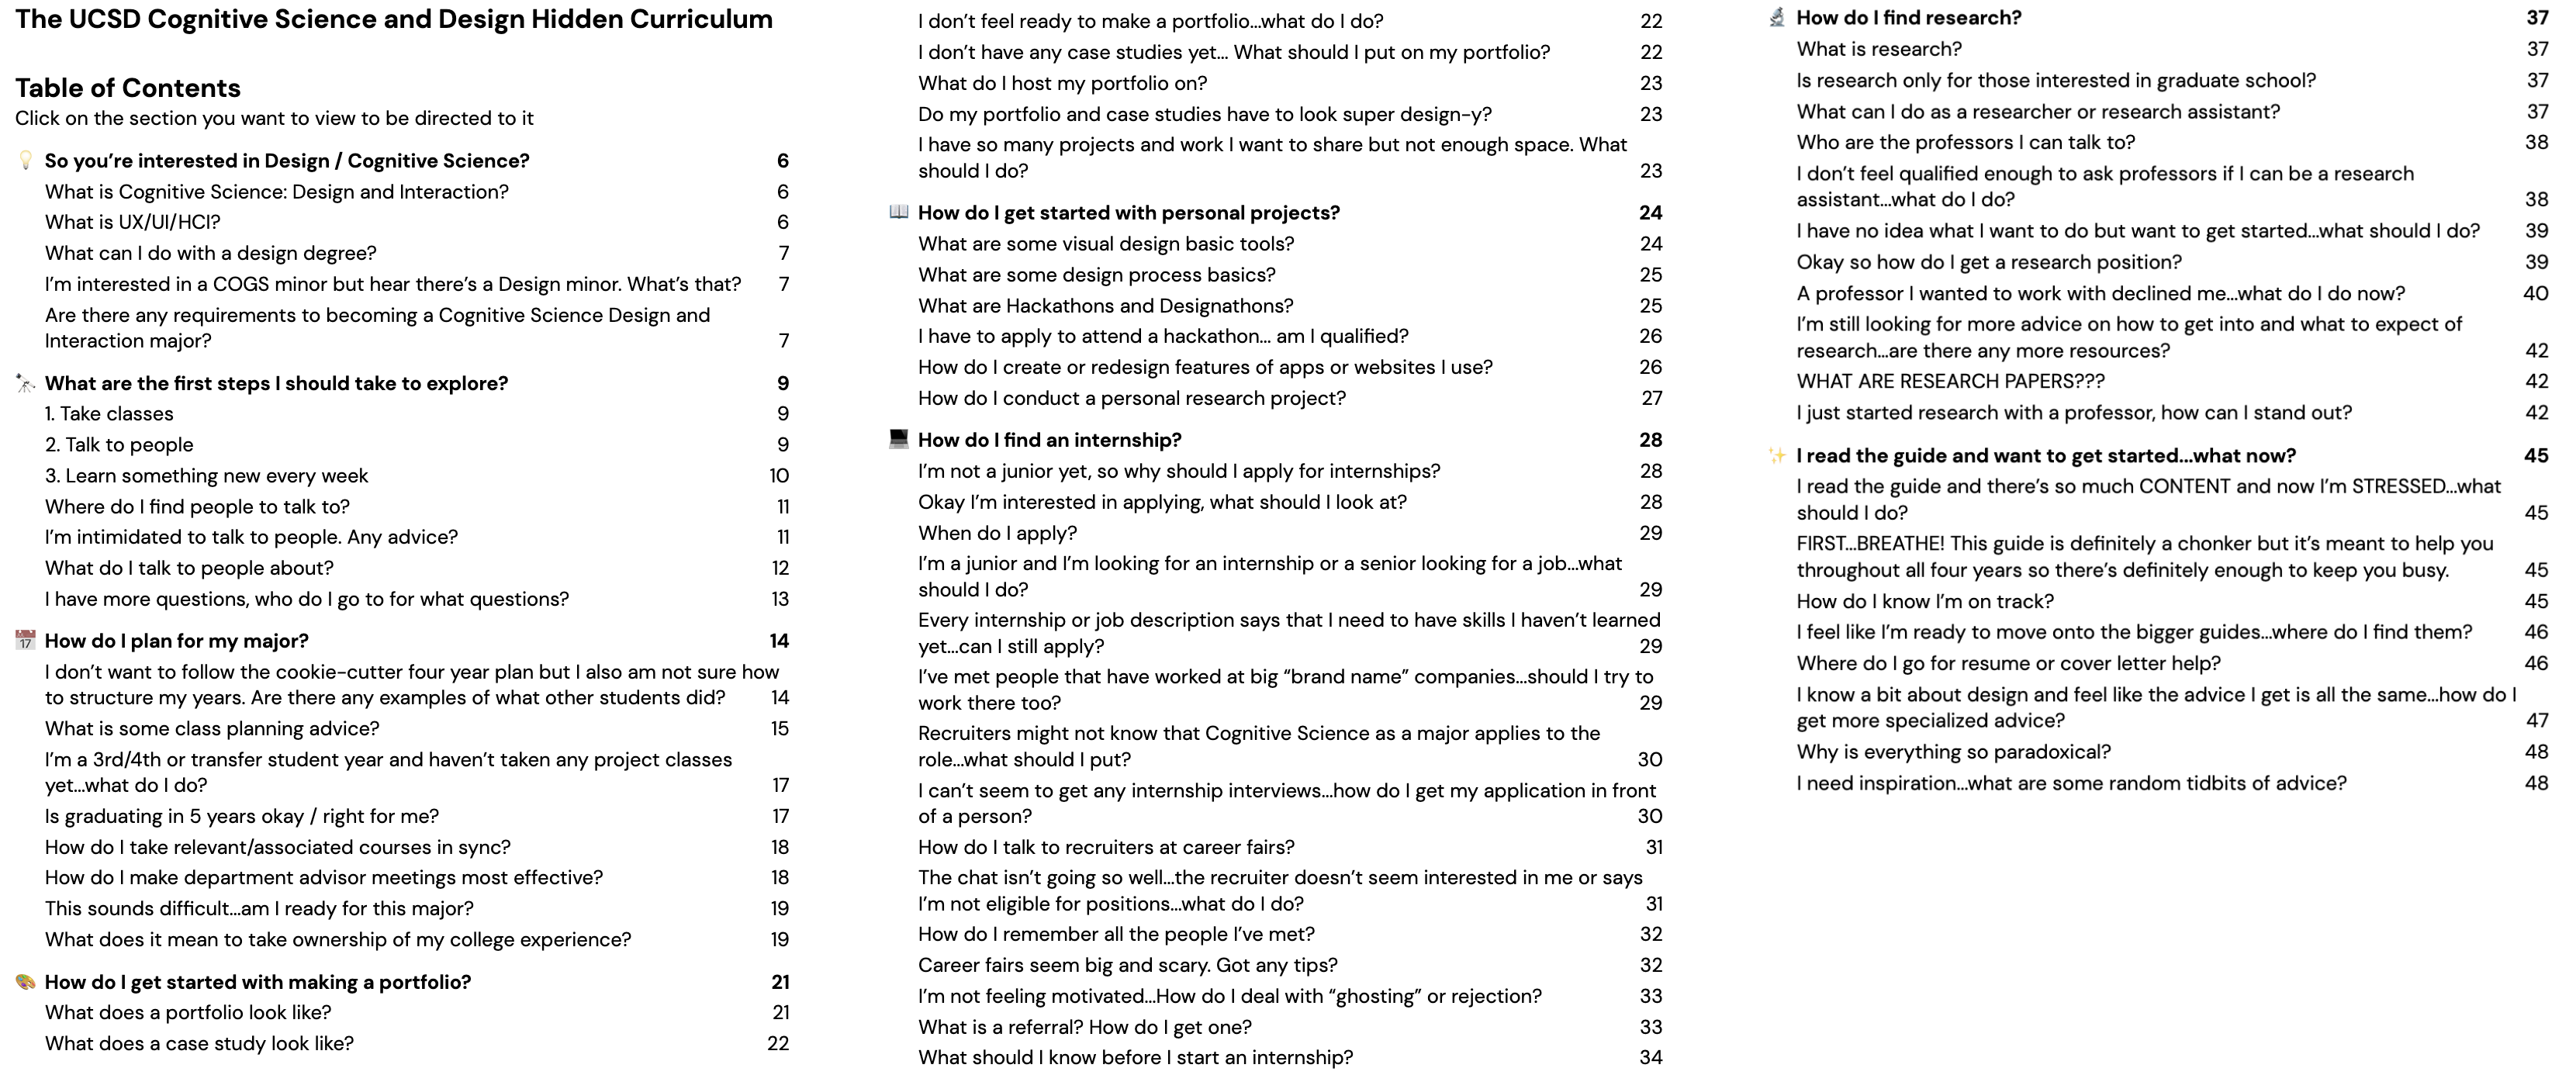 The UCSD Cognitive Science and Design Hidden Curriculum
Table of Contents
Click on the section you want to view to be directed to it
💡 So you’re interested in Design / Cognitive Science? 6
What is Cognitive Science: Design and Interaction? 6
What is UX/UI/HCI? 6
What can I do with a design degree? 7
I’m interested in a COGS minor but hear there’s a Design minor. What’s that? 7
Are there any requirements to becoming a Cognitive Science Design and
Interaction major? 7
🔭 What are the first steps I should take to explore? 9
1. Take classes 9
2. Talk to people 9
3. Learn something new every week 10
Where do I find people to talk to? 11
I’m intimidated to talk to people. Any advice? 11
What do I talk to people about? 12
I have more questions, who do I go to for what questions? 13
📅 How do I plan for my major? 14
I don’t want to follow the cookie-cutter four year plan but I also am not sure how
to structure my years. Are there any examples of what other students did? 14
What is some class planning advice? 15
I’m a 3rd/4th or transfer student year and haven’t taken any project classes
yet…what do I do? 17
Is graduating in 5 years okay / right for me? 17
How do I take relevant/associated courses in sync? 18
How do I make department advisor meetings most effective? 18
This sounds difficult…am I ready for this major? 19
What does it mean to take ownership of my college experience? 19
🎨 How do I get started with making a portfolio? 21
What does a portfolio look like? 21
What does a case study look like? 22
I don’t feel ready to make a portfolio…what do I do? 22
I don’t have any case studies yet… What should I put on my portfolio? 22
What do I host my portfolio on? 23
Do my portfolio and case studies have to look super design-y? 23
I have so many projects and work I want to share but not enough space. What
should I do? 23
📖 How do I get started with personal projects? 24
What are some visual design basic tools? 24
What are some design process basics? 25
What are Hackathons and Designathons? 25
I have to apply to attend a hackathon… am I qualified? 26
How do I create or redesign features of apps or websites I use? 26
How do I conduct a personal research project? 27
💻 How do I find an internship? 28
I’m not a junior yet, so why should I apply for internships? 28
Okay I’m interested in applying, what should I look at? 28
When do I apply? 29
I’m a junior and I’m looking for an internship or a senior looking for a job…what
should I do? 29
Every internship or job description says that I need to have skills I haven’t learned
yet…can I still apply? 29
I’ve met people that have worked at big “brand name” companies…should I try to
work there too? 29
Recruiters might not know that Cognitive Science as a major applies to the
role…what should I put? 30
I can’t seem to get any internship interviews…how do I get my application in front
of a person? 30
How do I talk to recruiters at career fairs? 31
The chat isn’t going so well…the recruiter doesn’t seem interested in me or says
I’m not eligible for positions…what do I do? 31
How do I remember all the people I’ve met? 32
Career fairs seem big and scary. Got any tips? 32
I’m not feeling motivated…How do I deal with “ghosting” or rejection? 33
What is a referral? How do I get one? 33
What should I know before I start an internship? 34
🔬 How do I find research? 37
What is research? 37
Is research only for those interested in graduate school? 37
What can I do as a researcher or research assistant? 37
Who are the professors I can talk to? 38
I don’t feel qualified enough to ask professors if I can be a research
assistant…what do I do? 38
I have no idea what I want to do but want to get started…what should I do? 39
Okay so how do I get a research position? 39
A professor I wanted to work with declined me…what do I do now? 40
I’m still looking for more advice on how to get into and what to expect of
research…are there any more resources? 42
WHAT ARE RESEARCH PAPERS??? 42
I just started research with a professor, how can I stand out? 42
✨ I read the guide and want to get started…what now? 45
I read the guide and there’s so much CONTENT and now I’m STRESSED…what
should I do? 45
FIRST…BREATHE! This guide is definitely a chonker but it’s meant to help you
throughout all four years so there’s definitely enough to keep you busy. 45
How do I know I’m on track? 45
I feel like I’m ready to move onto the bigger guides…where do I find them? 46
Where do I go for resume or cover letter help? 46
I know a bit about design and feel like the advice I get is all the same…how do I
get more specialized advice? 47
Why is everything so paradoxical? 48
I need inspiration…what are some random tidbits of advice? 48